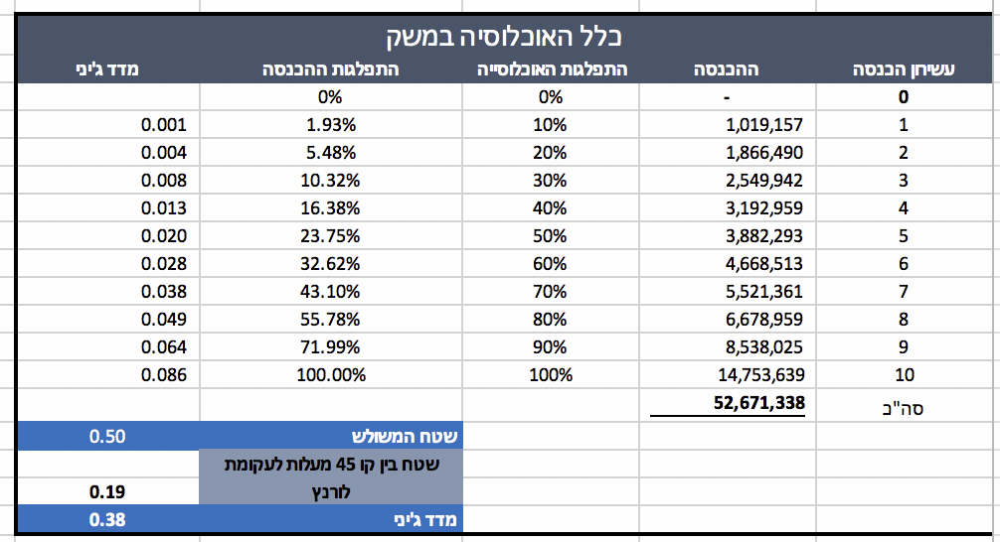 כלל האוכלוסיה במשק
עשירון הכנסה ההכנסה התפלגות האוכלוסייה התפלגות ההכנסה מדד ג'יני
0 - 0% 0%
1 1,019,157 10% 1.93% 0.001
2 1,866,490 20% 5.48% 0.004
3 2,549,942 30% 10.32% 0.008
4 3,192,959 40% 16.38% 0.013
5 3,882,293 50% 23.75% 0.020
6 4,668,513 60% 32.62% 0.028
7 5,521,361 70% 43.10% 0.038
8 6,678,959 80% 55.78% 0.049
9 8,538,025 90% 71.99% 0.064
10 14,753,639 100% 100.00% 0.086
סה"כ 52,671,338
שטח המשולש 0.50
שטח בין קו 45 מעלות לעקומת
לורנץ 0.19
מדד ג'יני 0.38